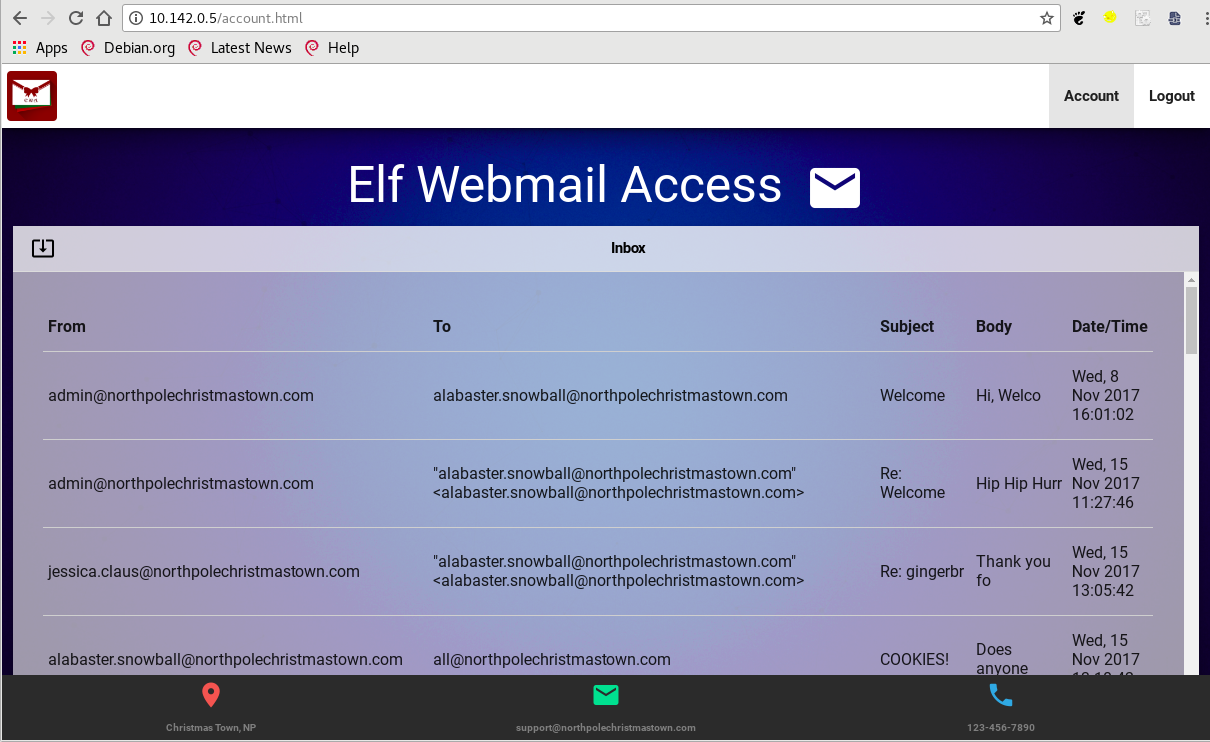 10.142.0.5/account.html
Apps Debian.org Latest News Help
Account Logout
Elf Webmail Access
Inbox
From To Subject Body Date/Time
admin@northpolechristmastown.com alabaster.snowball@northpolechristmastown.com Welcome Hi, Welco Wed, 8
Nov 2017
16:01:02
admin@northpolechristmastown.com "alabaster.snowball@northpolechristmastown.com"
<alabaster.snowball@northpolechristmastown.com> Re:
Welcome Hip Hip Hurr Wed, 15
Nov 2017
11:27:46
jessica.claus@northpolechristmastown.com "alabaster.snowball@northpolechristmastown.com"
<alabaster.snowball@northpolechristmastown.com> Re: gingerbr Thank you
fo Wed, 15
Nov 2017
13:05:42
alabaster.snowball@northpolechristmastown.com all@northpolechristmastown.com COOKIES! Does
anyone Wed, 15
Nov 2017
Christmas Town, NP
support@northpolechristmastown.com
123-456-7890